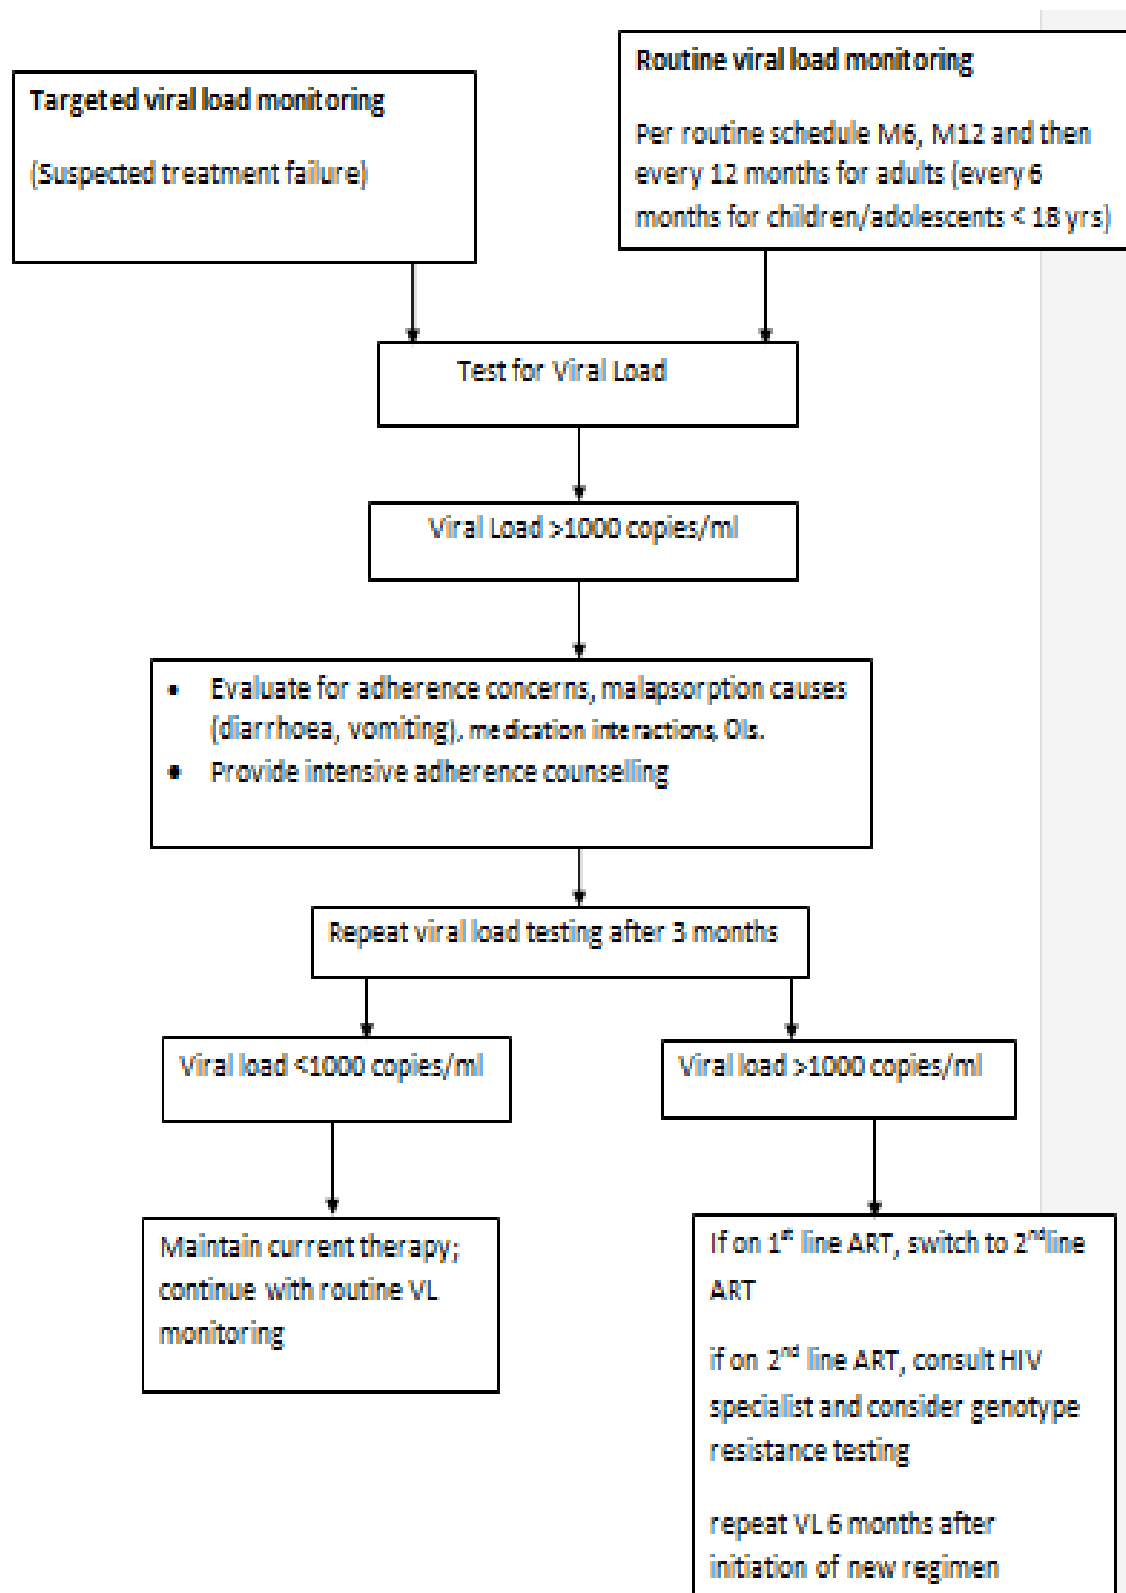 Targeted viral load monitoring
(Suspected treatment failure)
Routine viral load monitoring
Per routine schedule M6, M12 and then
every 12 months for adults (every 6
months for children/adolescents < 18 yrs)
Test for Viral Load
Viral Load >1000 copies/ml
• Evaluate for adherence concerns, malapsorption causes
(diarrhoea, vomiting), medication interactions, OIs.
• Provide intensive adherence counselling
Repeat viral load testing after 3 months
Viral load <1000 copies/ml
Viral load >1000 copies/ml
Maintain current therapy;
continue with routine VL
monitoring
If on 1st line ART, switch to 2nd line
ART
if on 2nd line ART, consult HIV
specialist and consider genotype
resistance testing
repeat VL 6 months after
initiation of new regimen